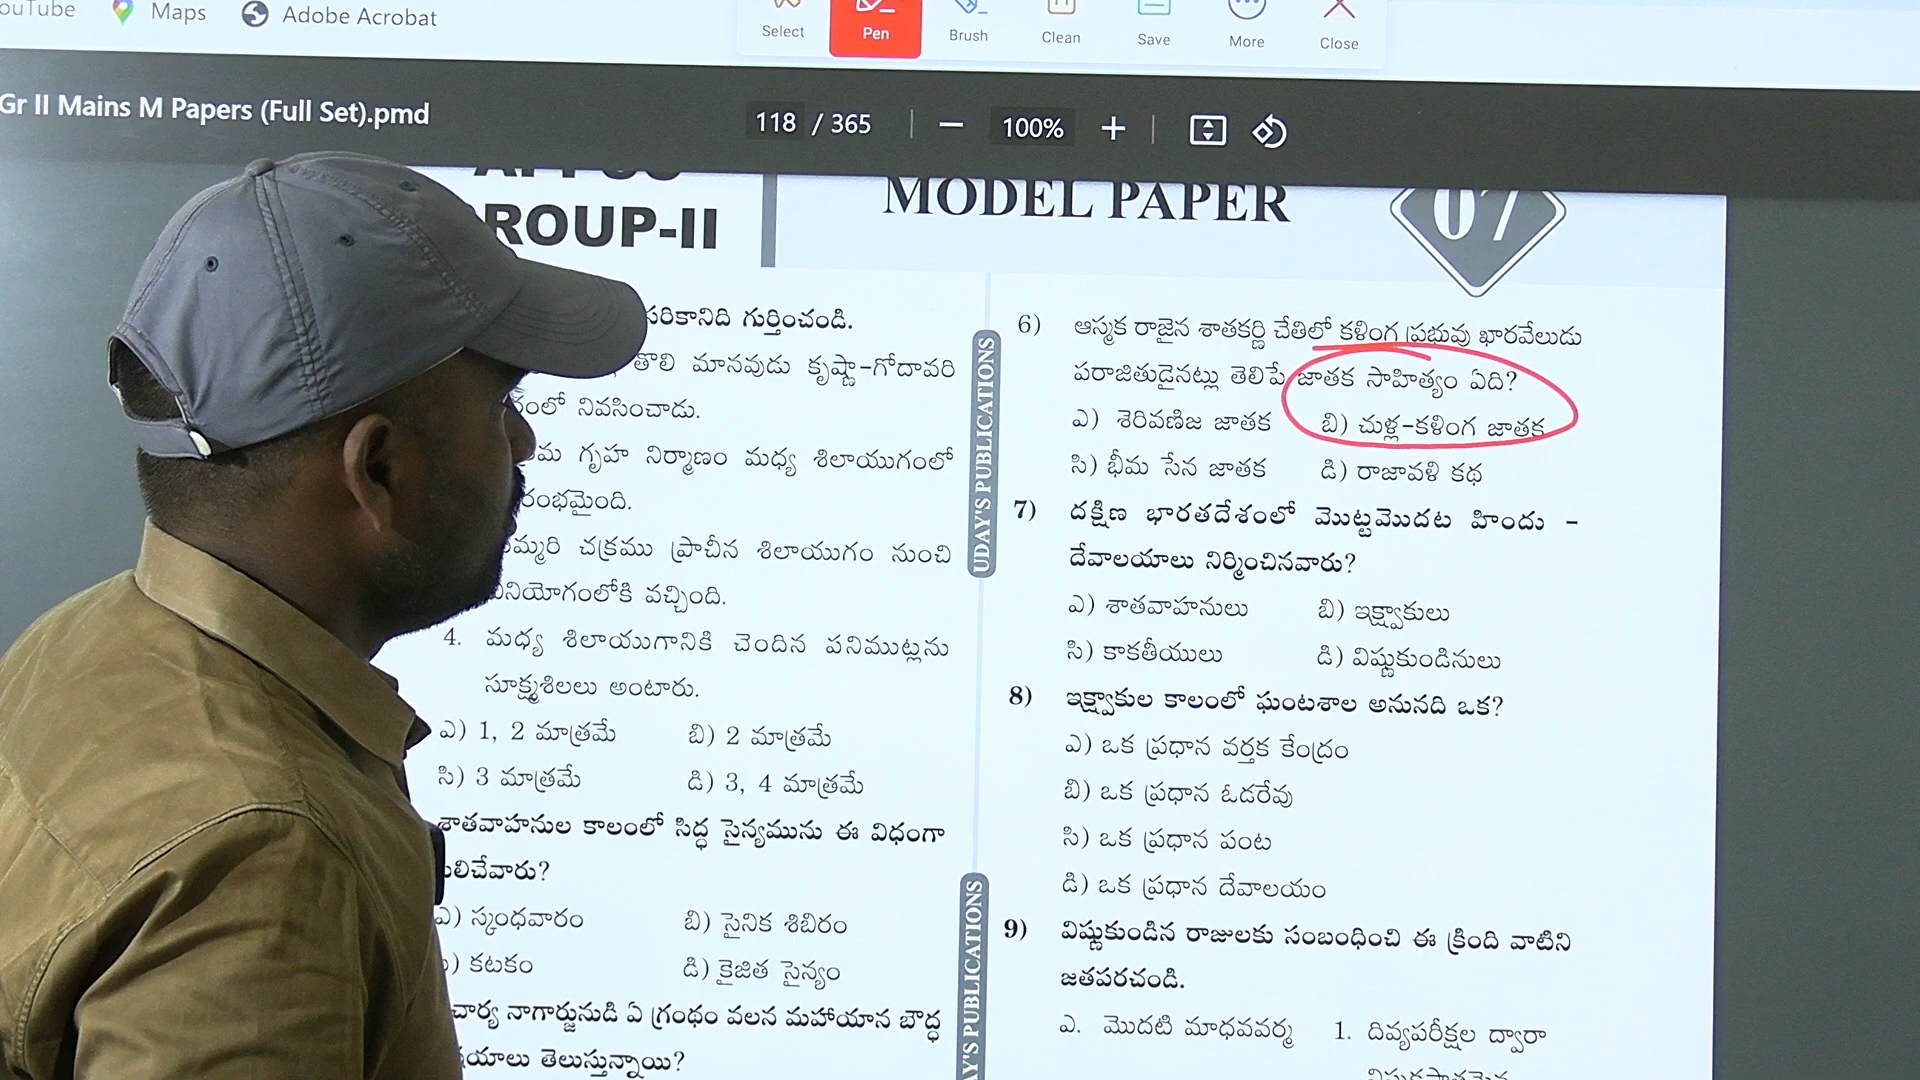 Maps Adobe Acrobat
Select Pen Brush Clean Save More Close
Gr II Mains M Papers (Full Set).pmd
118 / 365 100%
MODEL PAPER 07
ROUP-II
సరికానిది గుర్తించండి.
తొలి మానవుడు కృష్ణా-గోదావరి
నివసించాడు.
గృహ నిర్మాణం మధ్య శిలాయుగంలో
చక్రము ప్రాచీన శిలాయుగం నుంచి
వచ్చింది.
4. మధ్య శిలాయుగానికి చెందిన పనిముట్లను
సూక్ష్మశిలలు అంటారు.
ఎ) 1, 2 మాత్రమే బి) 2 మాత్రమే
సి) 3 మాత్రమే డి) 3, 4 మాత్రమే
శాతవాహనుల కాలంలో సిద్ధ సైన్యమును ఈ విధంగా
ఎ) స్కంధవారం బి) సైనిక శిబిరం
కటకం డి) కైజిత సైన్యం
నాగార్జునుడి ఏ గ్రంథం వలన మహాయాన బౌద్ధ
తెలుస్తున్నాయి?
UDAY'S PUBLICATIONS
6) ఆస్మక రాజైన శాతకర్ణి చేతిలో కళింగ ప్రభువు ఖారవేలుడు
పరాజితుడైనట్లు తెలిపే జాతక సాహిత్యం ఏది?
ఎ) శెరివణిజ జాతక బి) చుళ్ల-కళింగ జాతక
సి) భీమ సేన జాతక డి) రాజావళి కథ
7) దక్షిణ భారతదేశంలో మొట్టమొదట హిందు -
దేవాలయాలు నిర్మించినవారు?
ఎ) శాతవాహనులు బి) ఇక్ష్వాకులు
సి) కాకతీయులు డి) విష్ణుకుండినులు
8) ఇక్ష్వాకుల కాలంలో ఘంటశాల అనునది ఒక?
ఎ) ఒక ప్రధాన వర్తక కేంద్రం
బి) ఒక ప్రధాన ఓడరేవు
సి) ఒక ప్రధాన పంట
డి) ఒక ప్రధాన దేవాలయం
9) విష్ణుకుండిన రాజులకు సంబంధించి ఈ క్రింది వాటిని
జతపరచండి.
ఎ. మొదటి మాధవవర్మ 1. దివ్యపరీక్షల ద్వారా
PUBLICATIONS